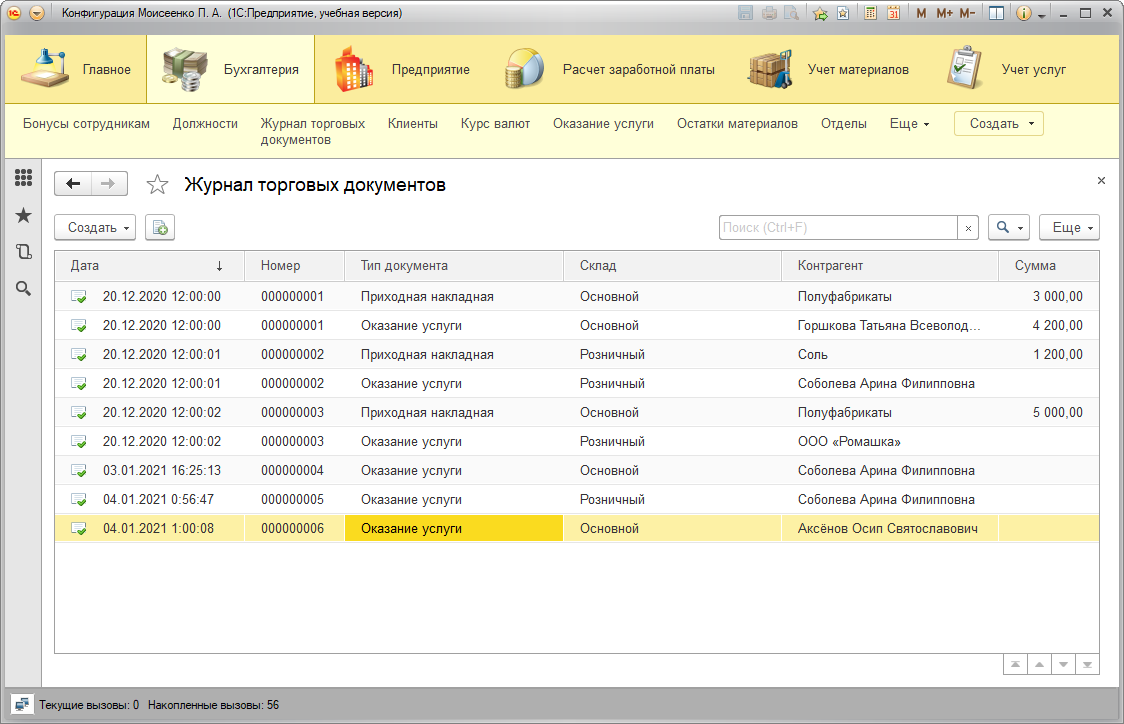 Конфигурация Моисеенко П. А. (1С:Предприятие, учебная версия)
M M+ M-
Главное Бухгалтерия Предприятие Расчет заработной платы Учет материалов Учет услуг
Бонусы сотрудникам Должности Журнал торговых документов Клиенты Курс валют Оказание услуги Остатки материалов Отделы Еще Создать
Журнал торговых документов
Создать Поиск (Ctrl+F) Еще
Дата Номер Тип документа Склад Контрагент Сумма
20.12.2020 12:00:00 000000001 Приходная накладная Основной Полуфабрикаты 3 000,00
20.12.2020 12:00:00 000000001 Оказание услуги Основной Горшкова Татьяна Всеволод... 4 200,00
20.12.2020 12:00:01 000000002 Приходная накладная Розничный Соль 1 200,00
20.12.2020 12:00:01 000000002 Оказание услуги Розничный Соболева Арина Филипповна
20.12.2020 12:00:02 000000003 Приходная накладная Основной Полуфабрикаты 5 000,00
20.12.2020 12:00:02 000000003 Оказание услуги Розничный ООО «Ромашка»
03.01.2021 16:25:13 000000004 Оказание услуги Основной Соболева Арина Филипповна
04.01.2021 0:56:47 000000005 Оказание услуги Розничный Соболева Арина Филипповна
04.01.2021 1:00:08 000000006 Оказание услуги Основной Аксёнов Осип Святославович
Текущие вызовы: 0 Накопленные вызовы: 56